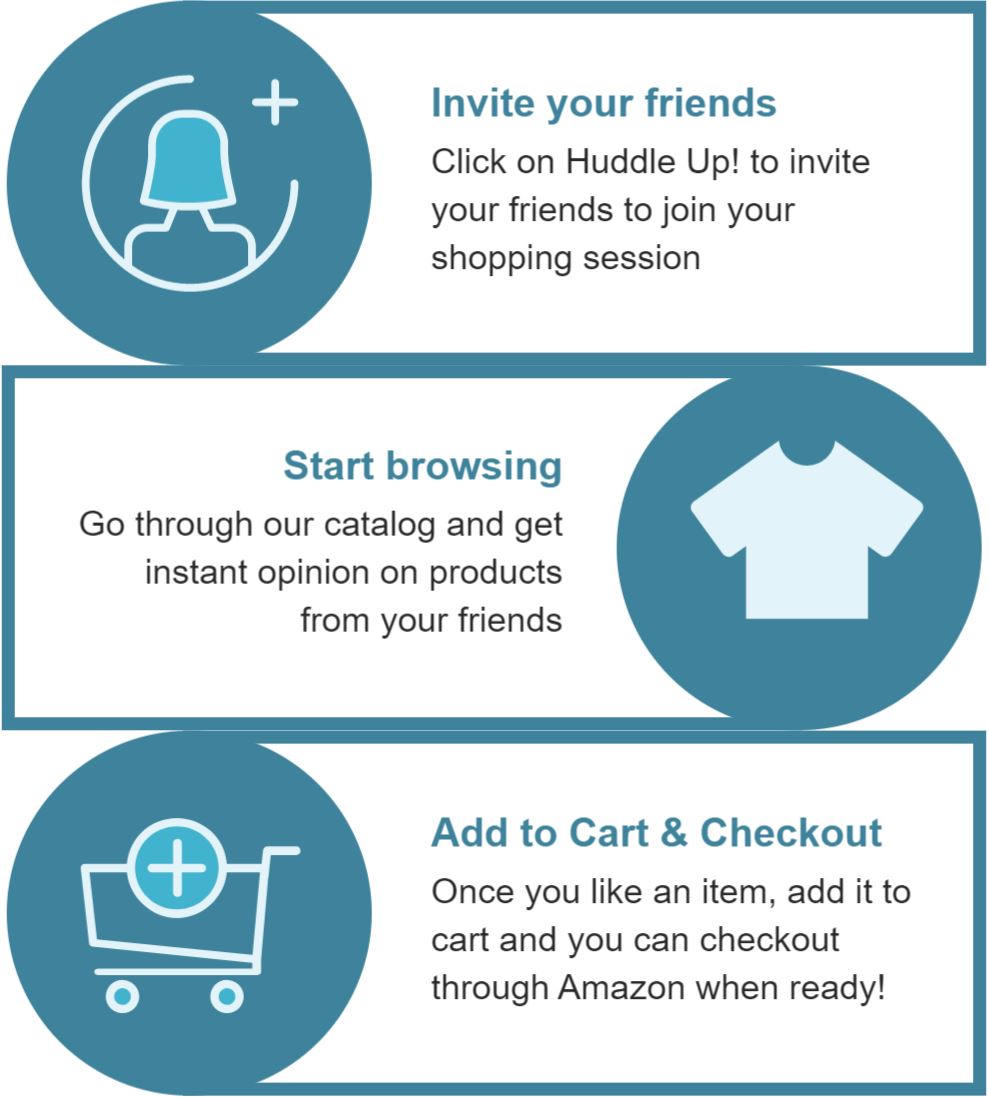 Invite your friends
Click on Huddle Up! to invite
your friends to join your
shopping session
Start browsing
Go through our catalog and get
instant opinion on products
from your friends
Add to Cart & Checkout
Once you like an item, add it to
cart and you can checkout
through Amazon when ready!